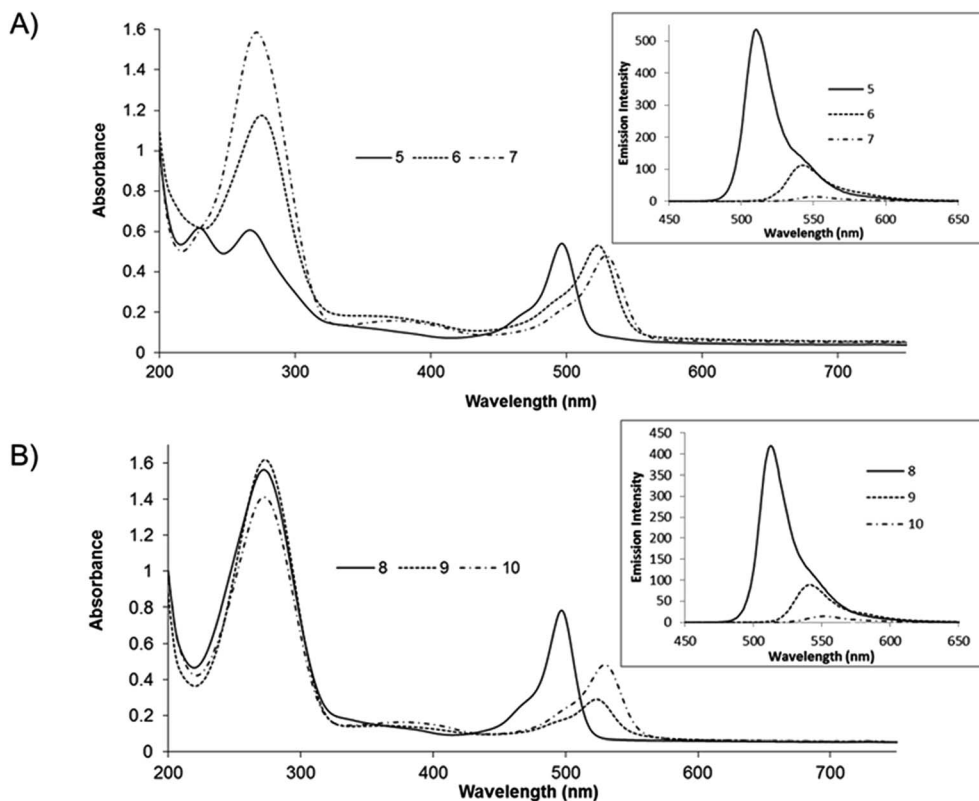 A)
1.6
1.4
1.2
1
0.8
0.6
0.4
0.2
0
Absorbance
200 300 400 500 600 700
Wavelength (nm)
5 6 7
500
400
300
200
100
0
Emission Intensity
450 500 550 600 650
Wavelength (nm)
5
6
7
B)
1.6
1.4
1.2
1
0.8
0.6
0.4
0.2
0
Absorbance
200 300 400 500 600 700
Wavelength (nm)
8 9 10
450
400
350
300
250
200
150
100
50
0
Emission Intensity
450 500 550 600 650
Wavelength (nm)
8
9
10